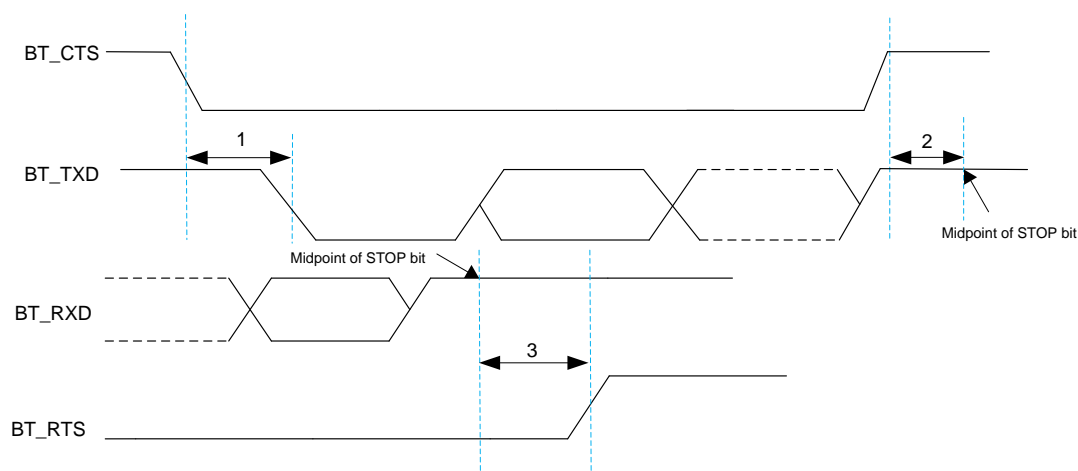 BT_CTS
1
2
BT_TXD
Midpoint of STOP bit
Midpoint of STOP bit
BT_RXD
3
BT_RTS